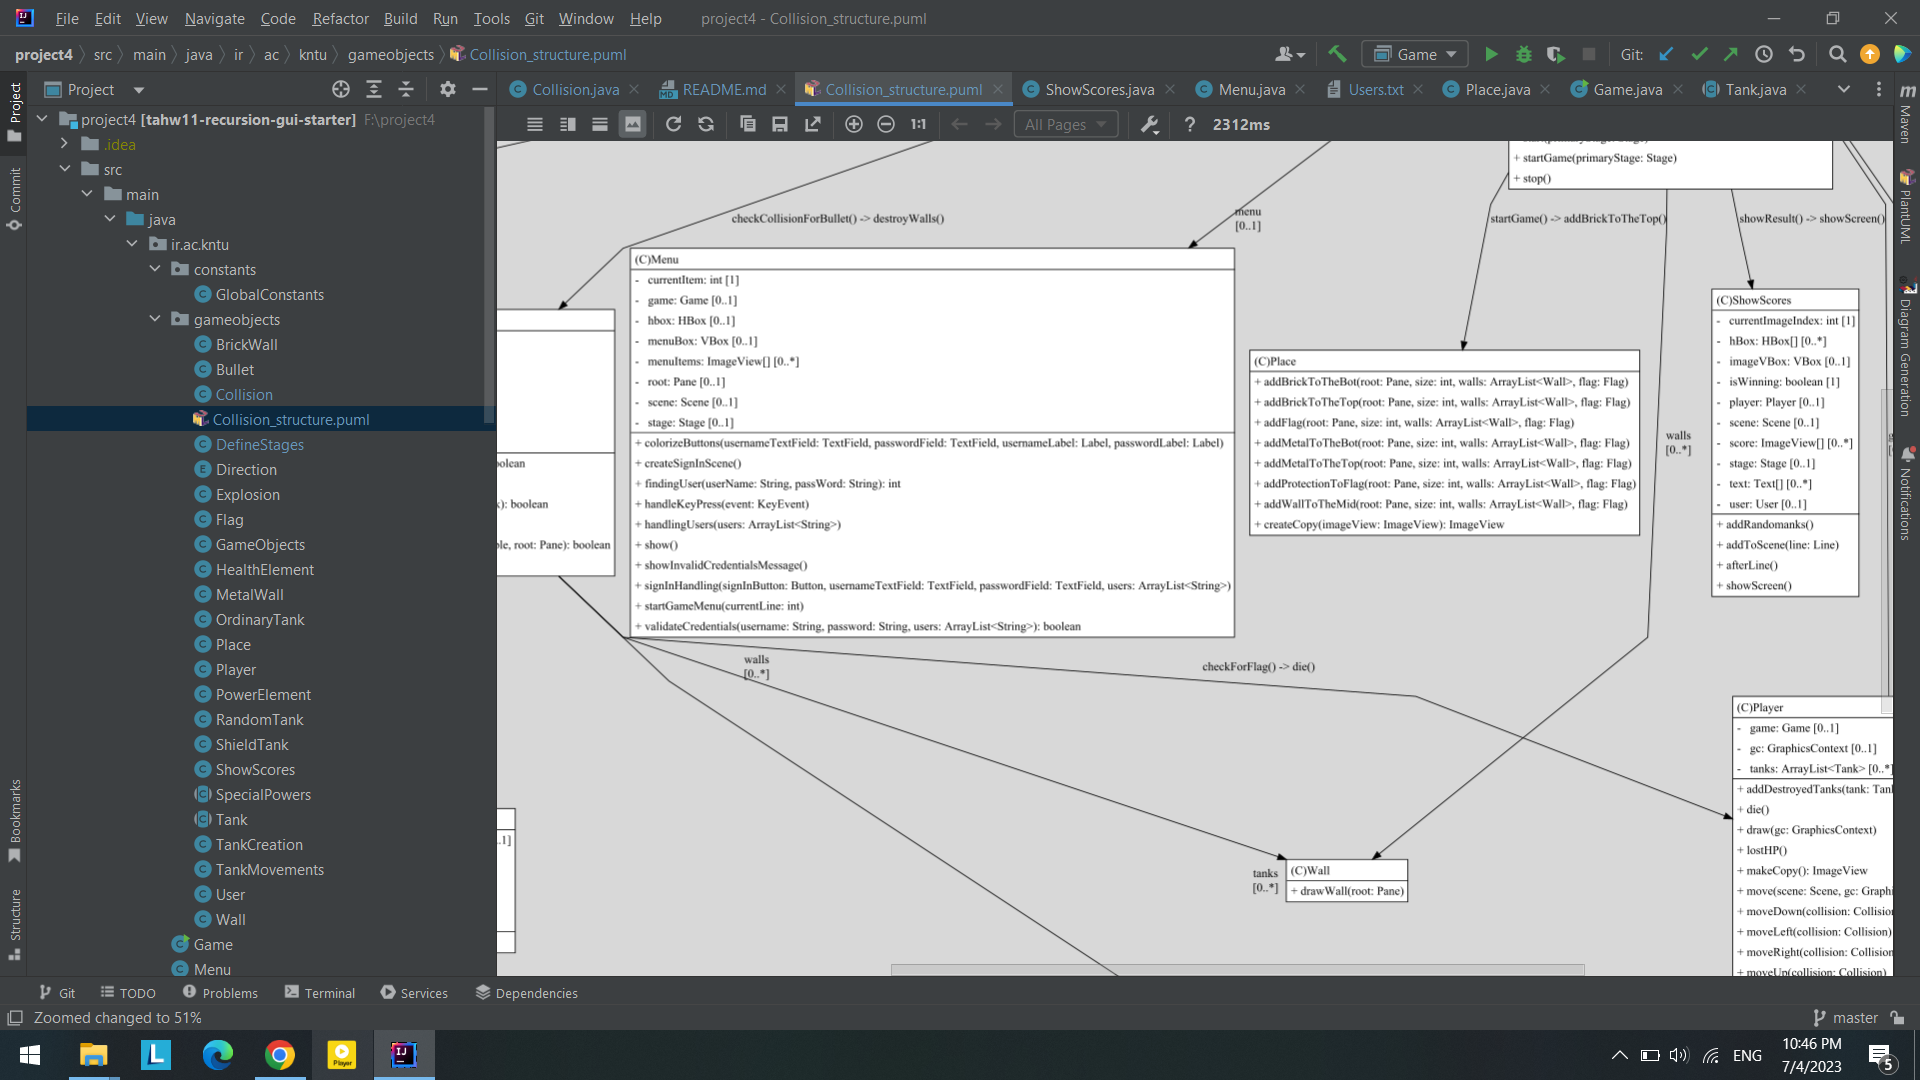 File Edit View Navigate Code Refactor Build Run Tools Git Window Help project4 - Collision_structure.puml
project4 src main java ir ac kntu gameobjects Collision_structure.puml
Game Git:
Project
Collision.java README.md Collision_structure.puml ShowScores.java Menu.java Users.txt Place.java Game.java Tank.java
1:1 All Pages ? 2312ms
project4 [tahw11-recursion-gui-starter] F:\project4
.idea
src
main
java
ir.ac.kntu
constants
GlobalConstants
gameobjects
BrickWall
Bullet
Collision
Collision_structure.puml
DefineStages
Direction
Explosion
Flag
GameObjects
HealthElement
MetalWall
OrdinaryTank
Place
Player
PowerElement
RandomTank
ShieldTank
ShowScores
SpecialPowers
Tank
TankCreation
TankMovements
User
Wall
Game
Menu
Project
Commit
Bookmarks
Structure
Maven
PlantUML
Diagram Generation
Notifications
+ startGame(primaryStage: Stage)
+ stop()
checkCollisionForBullet() -> destroyWalls()
menu
[0..1]
startGame() -> addBrickToTheTop()
showResult() -> showScreen()
(C)Menu
- currentItem: int [1]
- game: Game [0..1]
- hbox: HBox [0..1]
- menuBox: VBox [0..1]
- menuItems: ImageView[] [0..*]
- root: Pane [0..1]
- scene: Scene [0..1]
- stage: Stage [0..1]
+ colorizeButtons(usernameTextField: TextField, passwordField: TextField, usernameLabel: Label, passwordLabel: Label)
+ createSignInScene()
+ findingUser(userName: String, passWord: String): int
+ handleKeyPress(event: KeyEvent)
+ handlingUsers(users: ArrayList<String>)
+ show()
+ showInvalidCredentialsMessage()
+ signInHandling(signInButton: Button, usernameTextField: TextField, passwordField: TextField, users: ArrayList<String>)
+ startGameMenu(currentLine: int)
+ validateCredentials(username: String, password: String, users: ArrayList<String>): boolean
): boolean
, root: Pane): boolean
(C)Place
+ addBrickToTheBot(root: Pane, size: int, walls: ArrayList<Wall>, flag: Flag)
+ addBrickToTheTop(root: Pane, size: int, walls: ArrayList<Wall>, flag: Flag)
+ addFlag(root: Pane, size: int, walls: ArrayList<Wall>, flag: Flag)
+ addMetalToTheBot(root: Pane, size: int, walls: ArrayList<Wall>, flag: Flag)
+ addMetalToTheTop(root: Pane, size: int, walls: ArrayList<Wall>, flag: Flag)
+ addProtectionToFlag(root: Pane, size: int, walls: ArrayList<Wall>, flag: Flag)
+ addWallToTheMid(root: Pane, size: int, walls: ArrayList<Wall>, flag: Flag)
+ createCopy(imageView: ImageView): ImageView
walls
[0..*]
(C)ShowScores
- currentImageIndex: int [1]
- hBox: HBox[] [0..*]
- imageVBox: VBox [0..1]
- isWinning: boolean [1]
- player: Player [0..1]
- scene: Scene [0..1]
- score: ImageView[] [0..*]
- stage: Stage [0..1]
- text: Text[] [0..*]
- user: User [0..1]
+ addRandomanks()
+ addToScene(line: Line)
+ afterLine()
+ showScreen()
walls
[0..*]
checkForFlag() -> die()
tanks
[0..*]
(C)Wall
+ drawWall(root: Pane)
(C)Player
- game: Game [0..1]
- gc: GraphicsContext [0..1]
- tanks: ArrayList<Tank> [0..*]
+ addDestroyedTanks(tank: Tan
+ die()
+ draw(gc: GraphicsContext)
+ lostHP()
+ makeCopy(): ImageView
+ move(scene: Scene, gc: Graphi
+ moveDown(collision: Collision
+ moveLeft(collision: Collision)
+ moveRight(collision: Collision
+ moveUp(collision: Collision)
Git TODO Problems Terminal Services Dependencies
Zoomed changed to 51% master
ENG 10:46 PM
7/4/2023
5